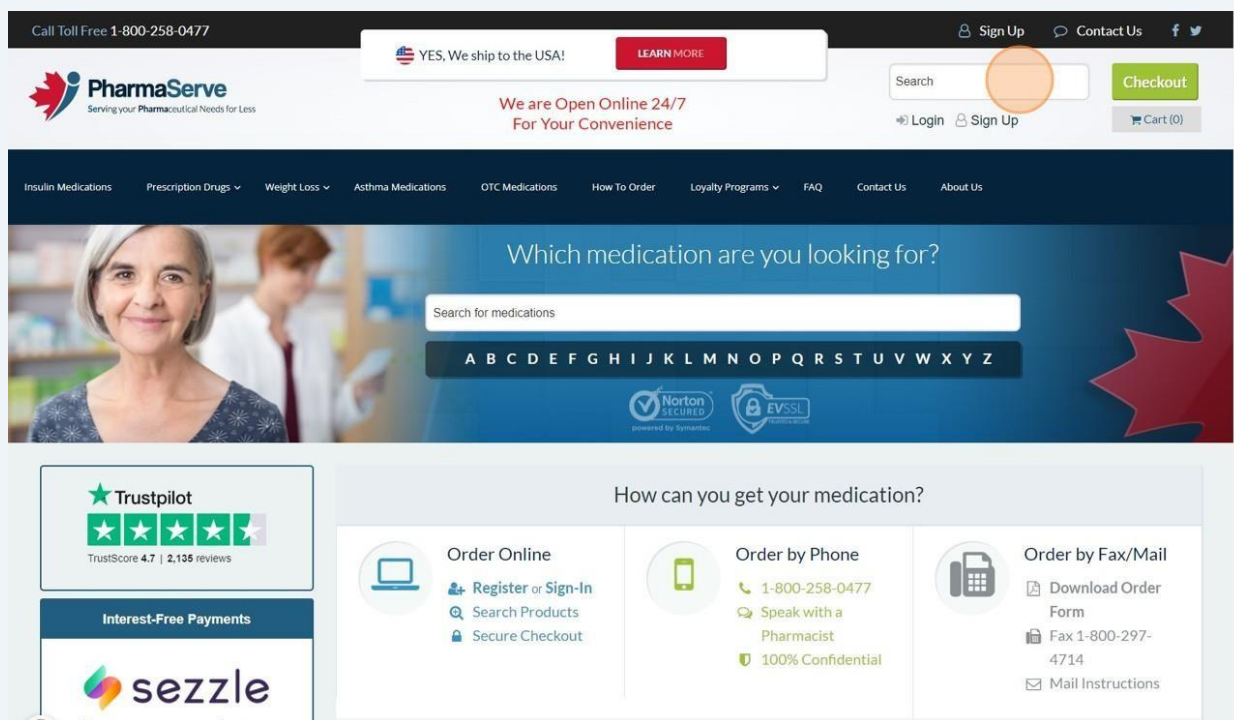 Call Toll Free 1-800-258-0477
Sign Up Contact Us
YES, We ship to the USA! LEARN MORE
PharmaServe
Serving your Pharmaceutical Needs for Less
We are Open Online 24/7
For Your Convenience
Search
Checkout
Login Sign Up
Cart (0)
Insulin Medications Prescription Drugs Weight Loss Asthma Medications OTC Medications How To Order Loyalty Programs FAQ Contact Us About Us
Which medication are you looking for?
Search for medications
A B C D E F G H I J K L M N O P Q R S T U V W X Y Z
Norton
SECURED
powered by Symantec
EVSSL
Trustpilot
TrustScore 4.7 | 2,135 reviews
Interest-Free Payments
sezzle
How can you get your medication?
Order Online
Register or Sign-In
Search Products
Secure Checkout
Order by Phone
1-800-258-0477
Speak with a
Pharmacist
100% Confidential
Order by Fax/Mail
Download Order
Form
Fax 1-800-297-
4714
Mail Instructions